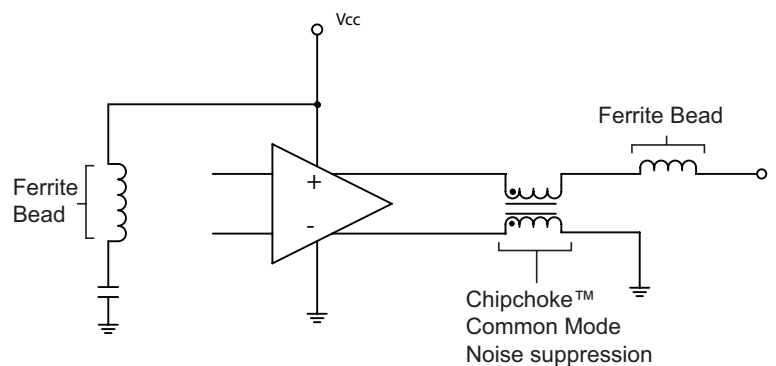 Vcc
Ferrite Bead
Ferrite
Bead
+
-
Chipchoke™
Common Mode
Noise suppression